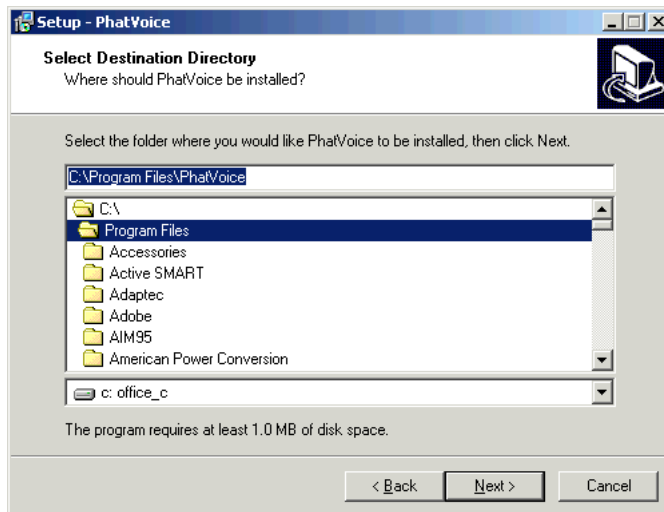 Setup - PhatVoice
Select Destination Directory
Where should PhatVoice be installed?
Select the folder where you would like PhatVoice to be installed, then click Next.
C:\Program Files\PhatVoice
C:\
Program Files
Accessories
Active SMART
Adaptec
Adobe
AIM95
American Power Conversion
c: office_c
The program requires at least 1.0 MB of disk space.
< Back Next > Cancel